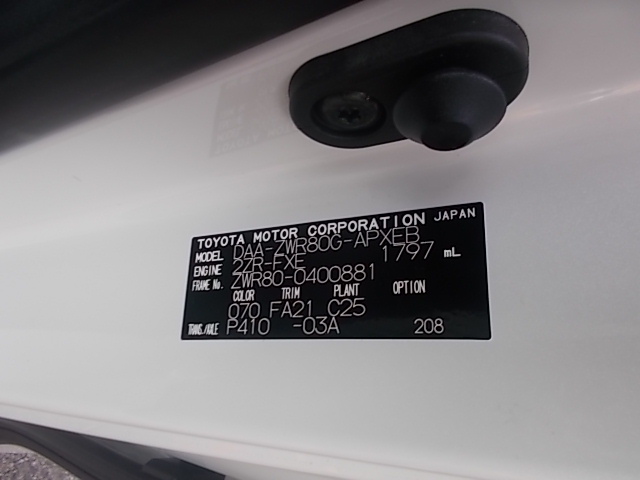 TOYOTA MOTOR CORPORATION JAPAN
MODEL DAA-ZWR80G-APXEB
ENGINE 2ZR-FXE 1797 mL
FRAME No. ZWR80-0400881
COLOR TRIM PLANT OPTION
070 FA21 C25
TRANS/AXLE P410 -03A 208